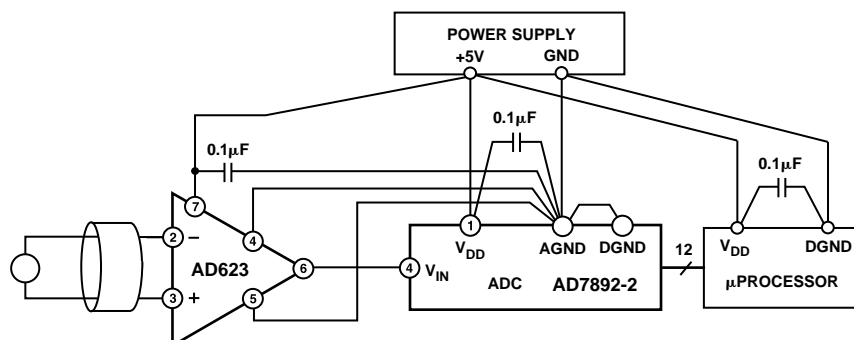 POWER SUPPLY
+5V GND
0.1μF
0.1μF
0.1μF
7
1
2 −
4
VDD AGND DGND
VDD DGND
AD623
6
4 VIN
12
ADC AD7892-2
μPROCESSOR
3 +
5